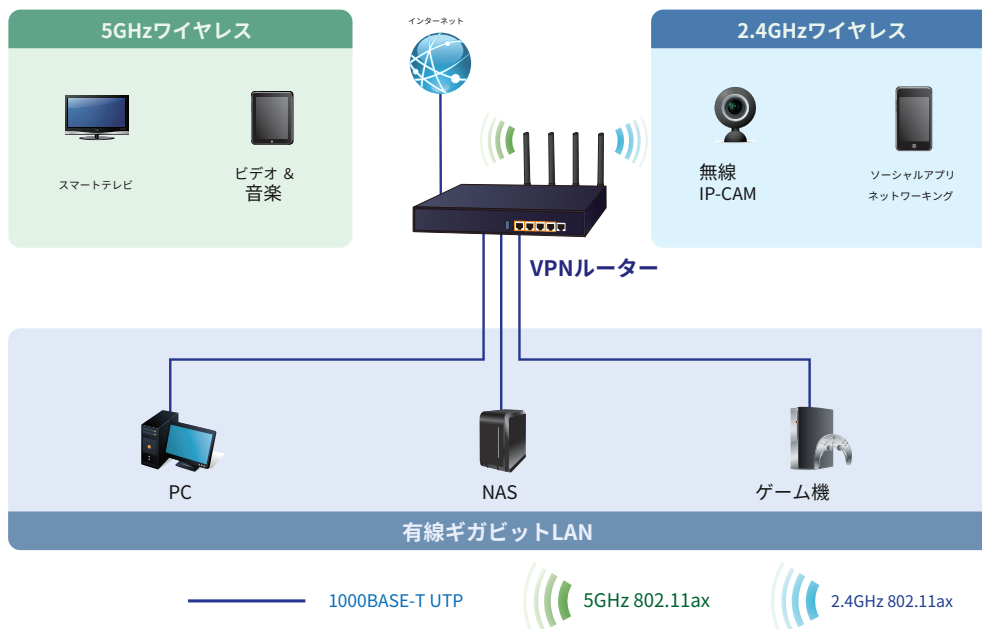 5GHzワイヤレス
スマートテレビ
ビデオ &
音楽
インターネット
2.4GHzワイヤレス
無線
IP-CAM
ソーシャルアプリ
ネットワーキング
VPNルーター
PC
NAS
ゲーム機
有線ギガビットLAN
1000BASE-T UTP
5GHz 802.11ax
2.4GHz 802.11ax